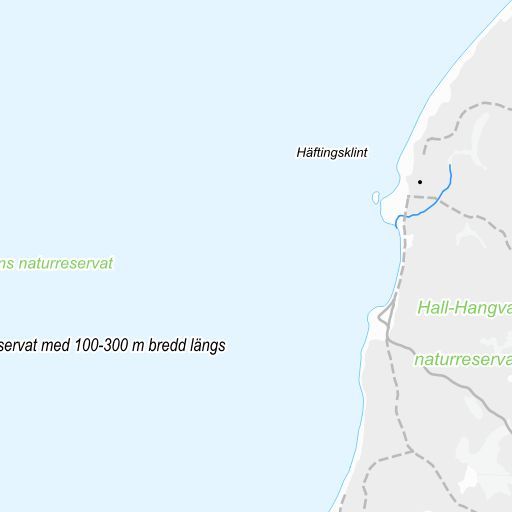 Häftingsklint
ns naturreservat
Hall-Hangva
servat med 100-300 m bredd längs
naturreserva